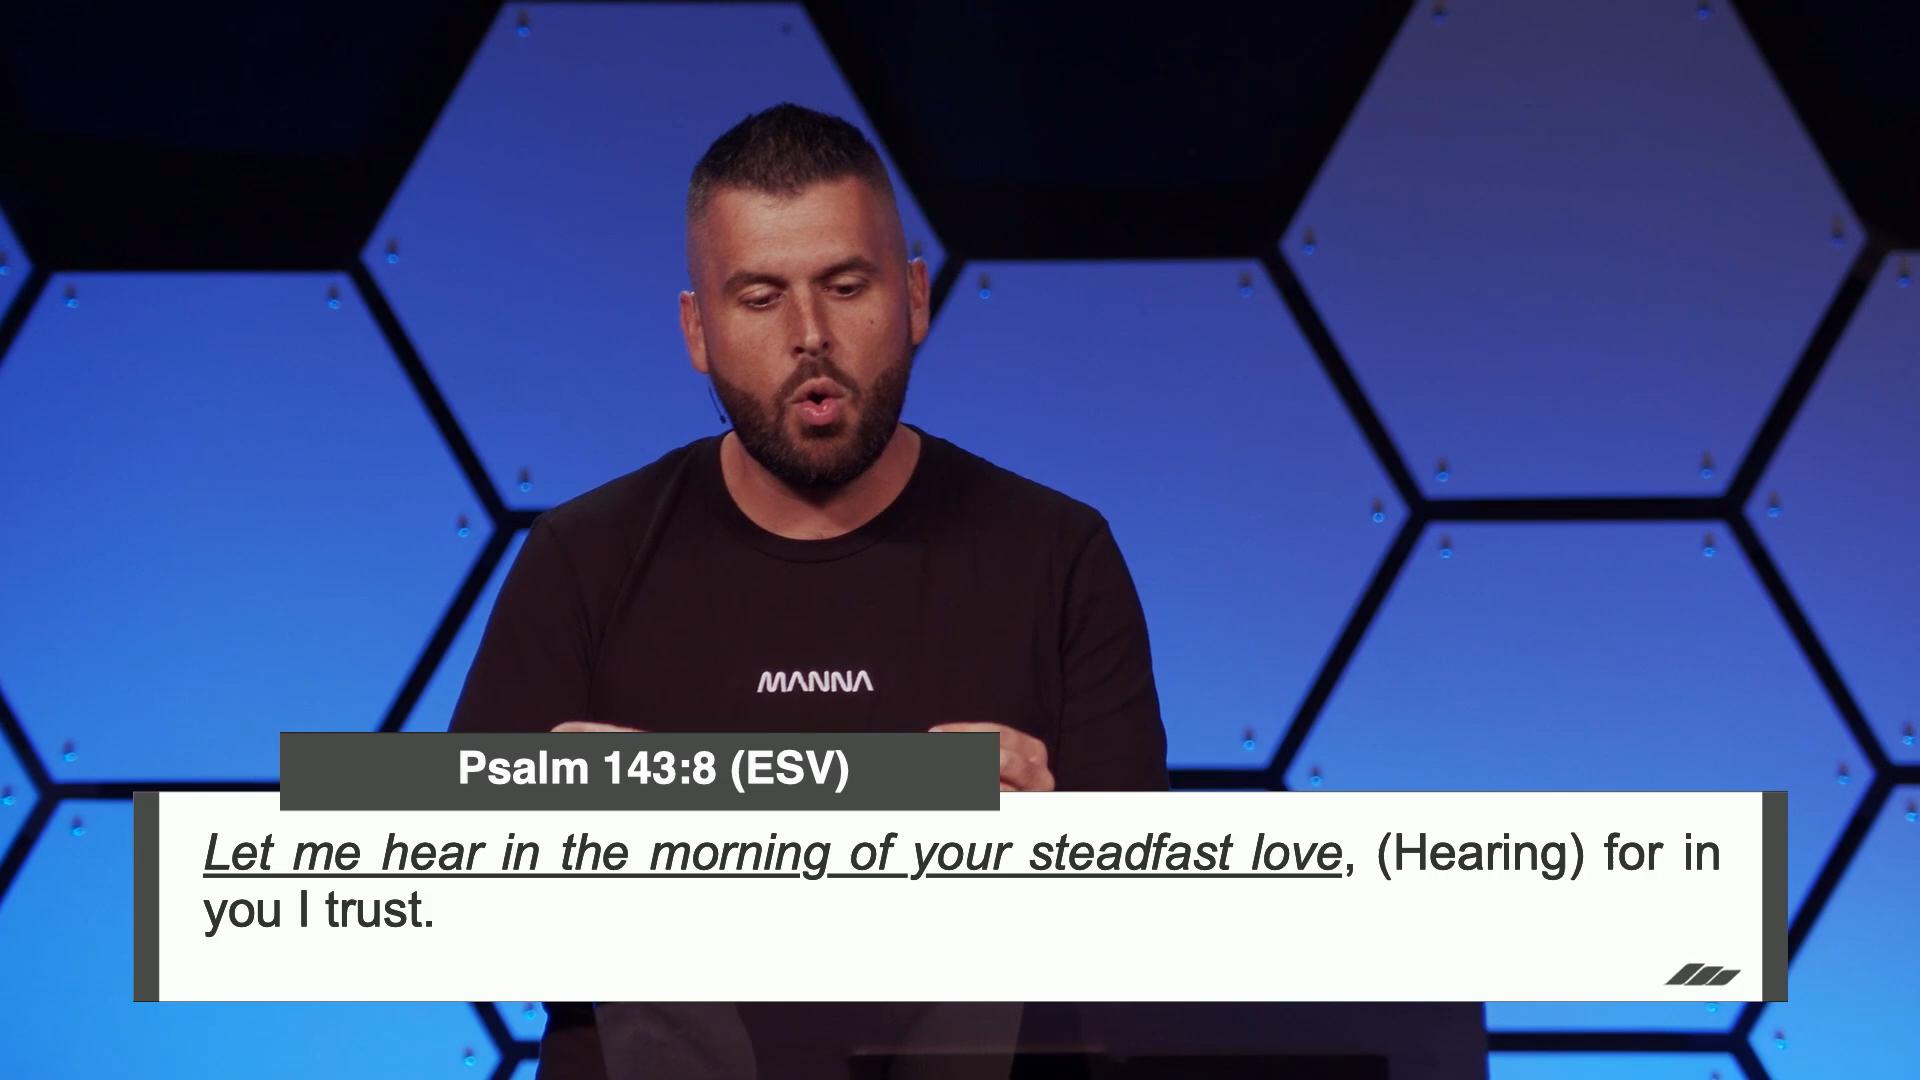 MANNA
Psalm 143:8 (ESV)
Let me hear in the morning of your steadfast love, (Hearing) for in
you I trust.